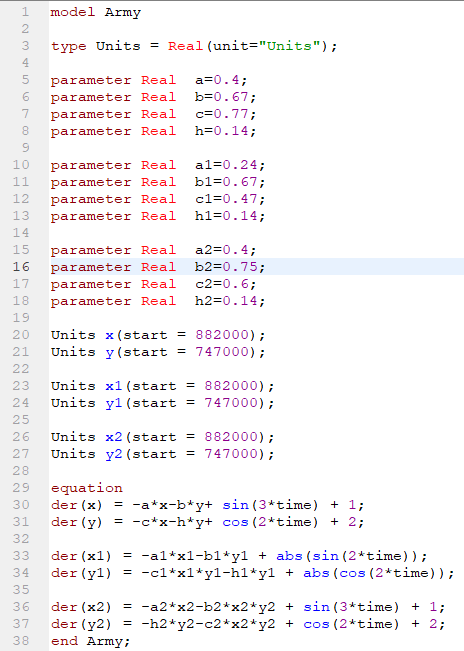 1 model Army
2
3 type Units = Real(unit="Units");
4
5 parameter Real  a=0.4;
6 parameter Real  b=0.67;
7 parameter Real  c=0.77;
8 parameter Real  h=0.14;
9
10 parameter Real  a1=0.24;
11 parameter Real  b1=0.67;
12 parameter Real  c1=0.47;
13 parameter Real  h1=0.14;
14
15 parameter Real  a2=0.4;
16 parameter Real  b2=0.75;
17 parameter Real  c2=0.6;
18 parameter Real  h2=0.14;
19
20 Units x(start = 882000);
21 Units y(start = 747000);
22
23 Units x1(start = 882000);
24 Units y1(start = 747000);
25
26 Units x2(start = 882000);
27 Units y2(start = 747000);
28
29 equation
30 der(x) = -a*x-b*y+ sin(3*time) + 1;
31 der(y) = -c*x-h*y+ cos(2*time) + 2;
32
33 der(x1) = -a1*x1-b1*y1 + abs(sin(2*time));
34 der(y1) = -c1*x1*y1-h1*y1 + abs(cos(2*time));
35
36 der(x2) = -a2*x2-b2*x2*y2 + sin(3*time) + 1;
37 der(y2) = -h2*y2-c2*x2*y2 + cos(2*time) + 2;
38 end Army;